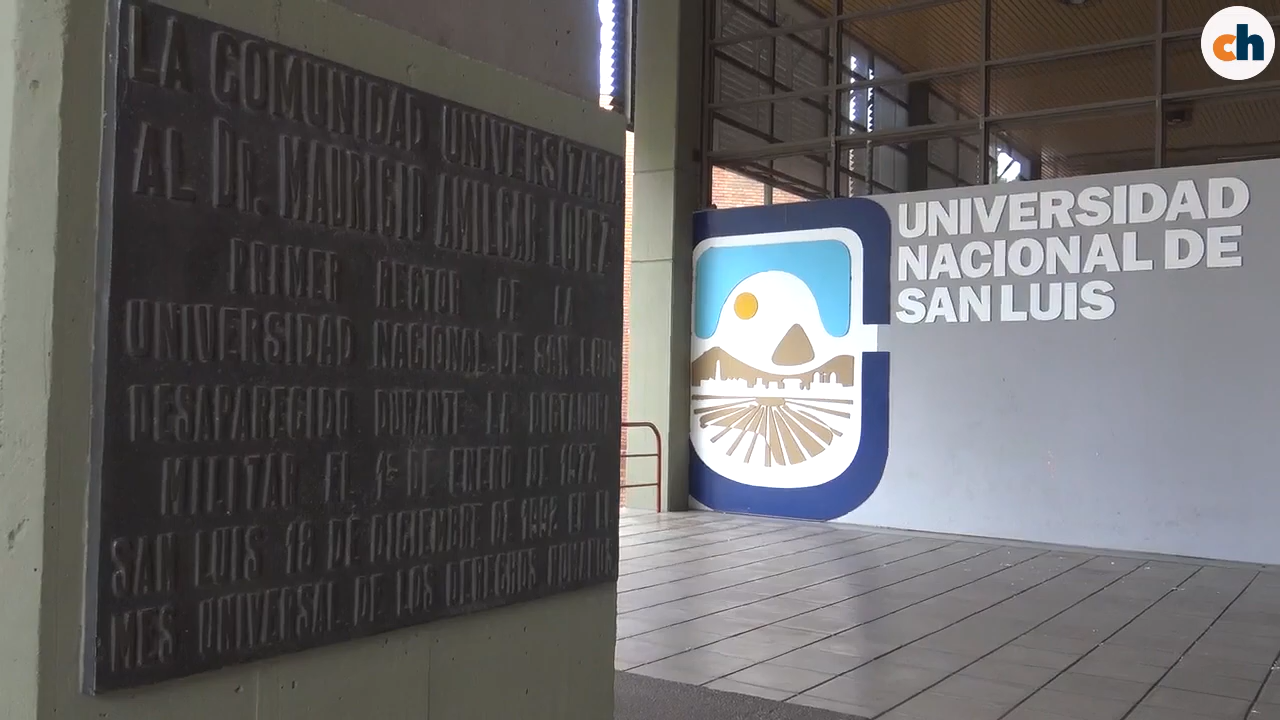 LA COMUNIDAD UNIVERSITARIA
AL Dr. MAURICIO AMILCAR LOPEZ
PRIMER RECTOR DE LA
UNIVERSIDAD NACIONAL DE SAN LUIS
DESAPARECIDO DURANTE LA DICTADURA
MILITAR EL 1º DE ENERO DE 1977
SAN LUIS 18 DE DICIEMBRE DE 1992 EN EL
MES UNIVERSAL DE LOS DERECHOS HUMANOS
UNIVERSIDAD
NACIONAL DE
SAN LUIS
ch